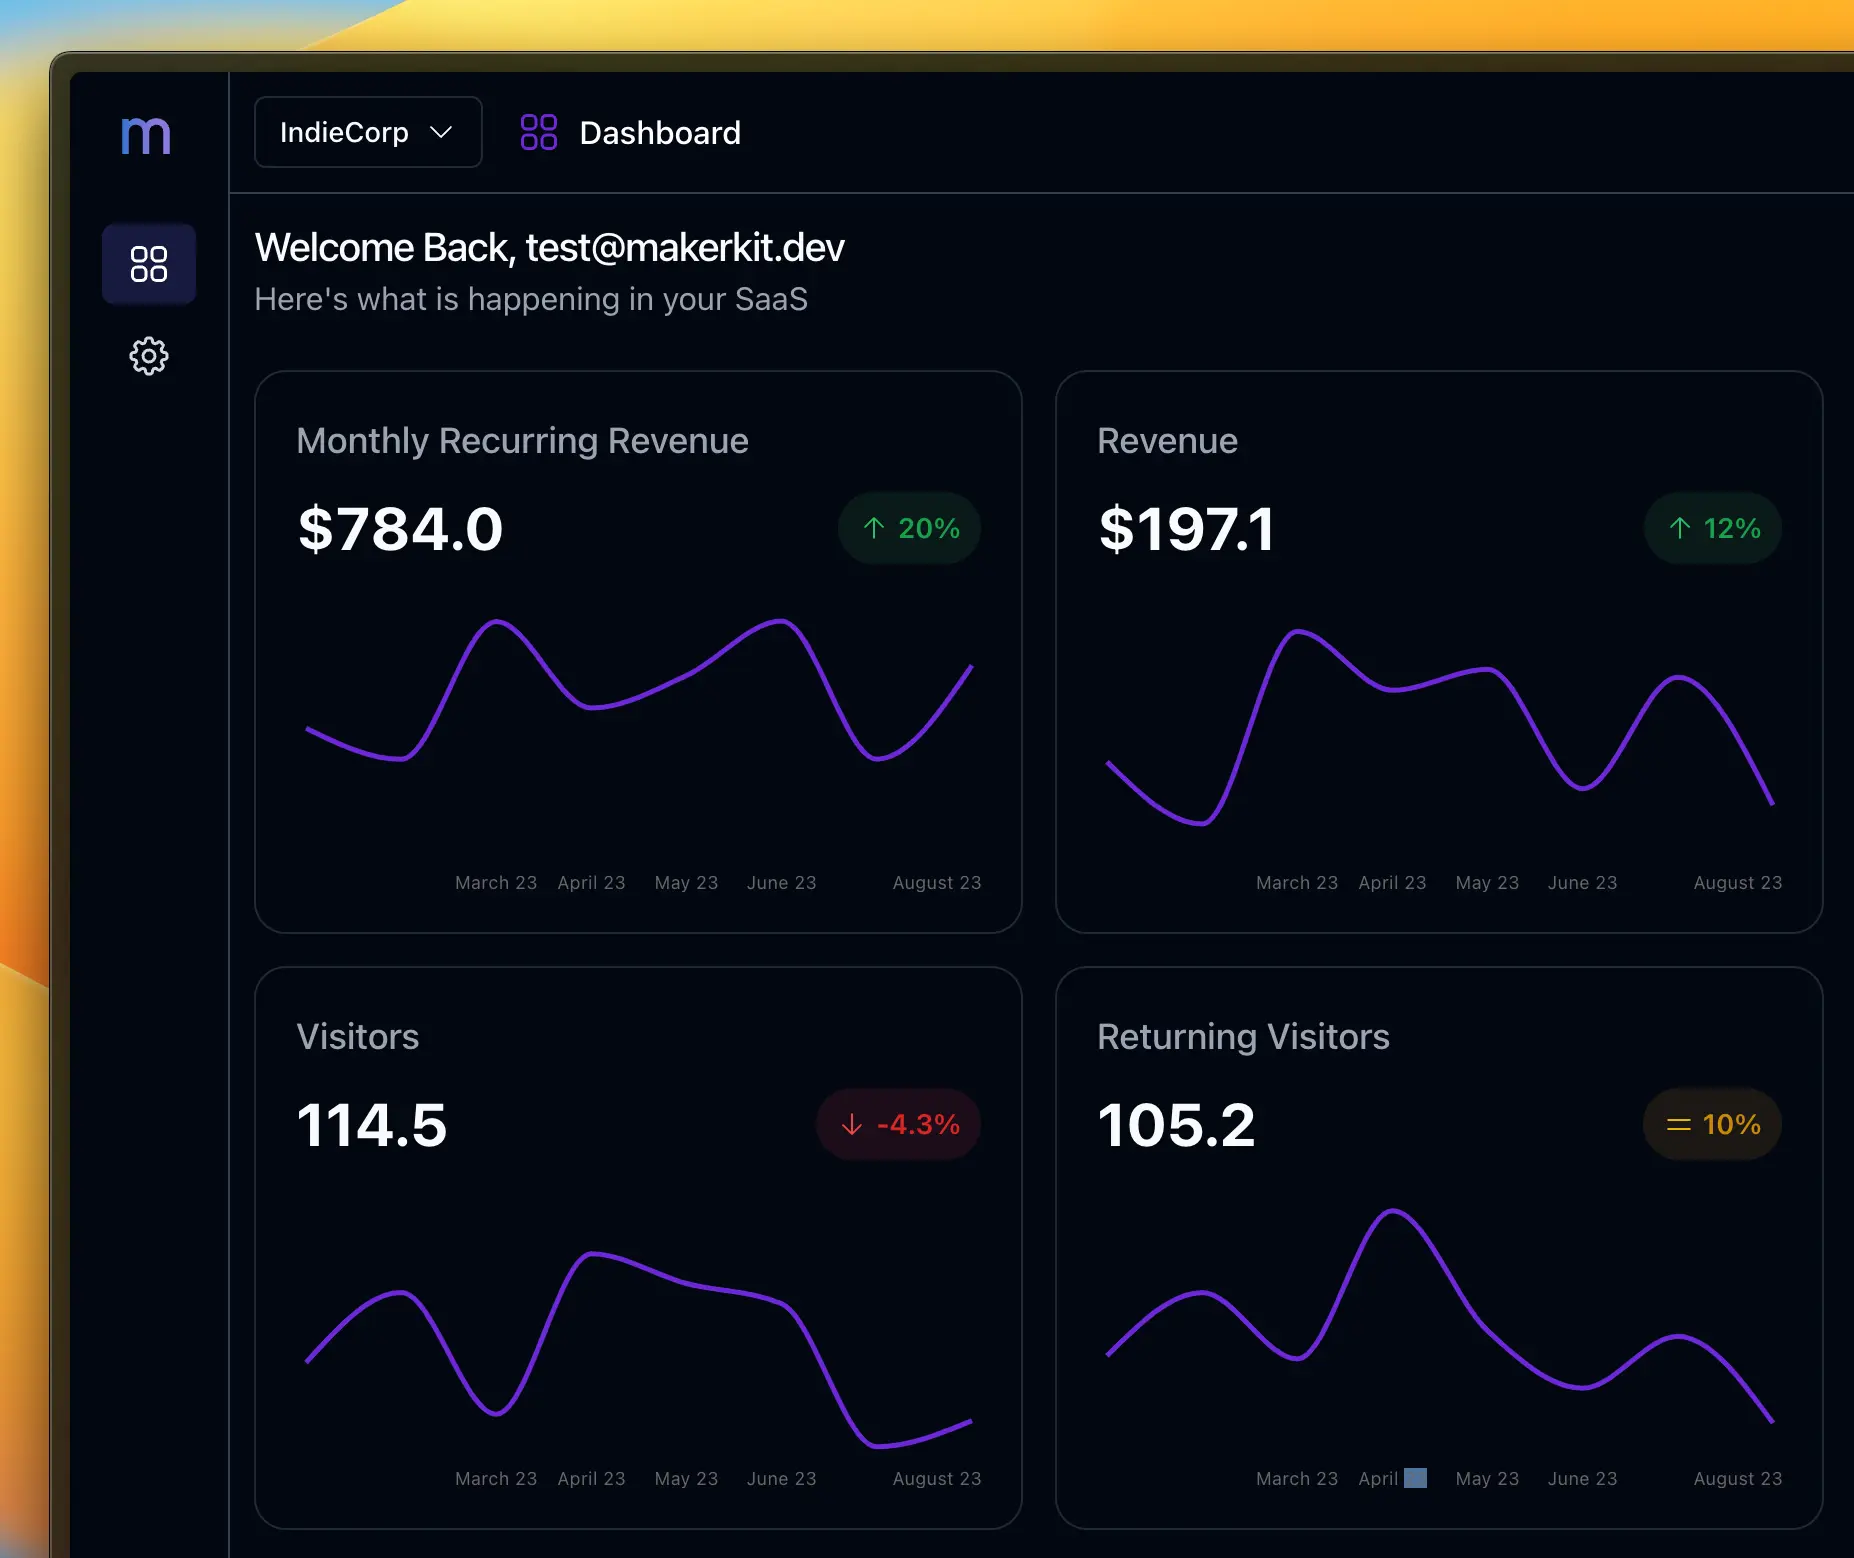 m
IndieCorp
Dashboard
Welcome Back, test@makerkit.dev
Here's what is happening in your SaaS
Monthly Recurring Revenue
$784.0
↑ 20%
March 23 April 23 May 23 June 23 August 23
Revenue
$197.1
↑ 12%
March 23 April 23 May 23 June 23 August 23
Visitors
114.5
↓ -4.3%
March 23 April 23 May 23 June 23 August 23
Returning Visitors
105.2
= 10%
March 23 April May 23 June 23 August 23